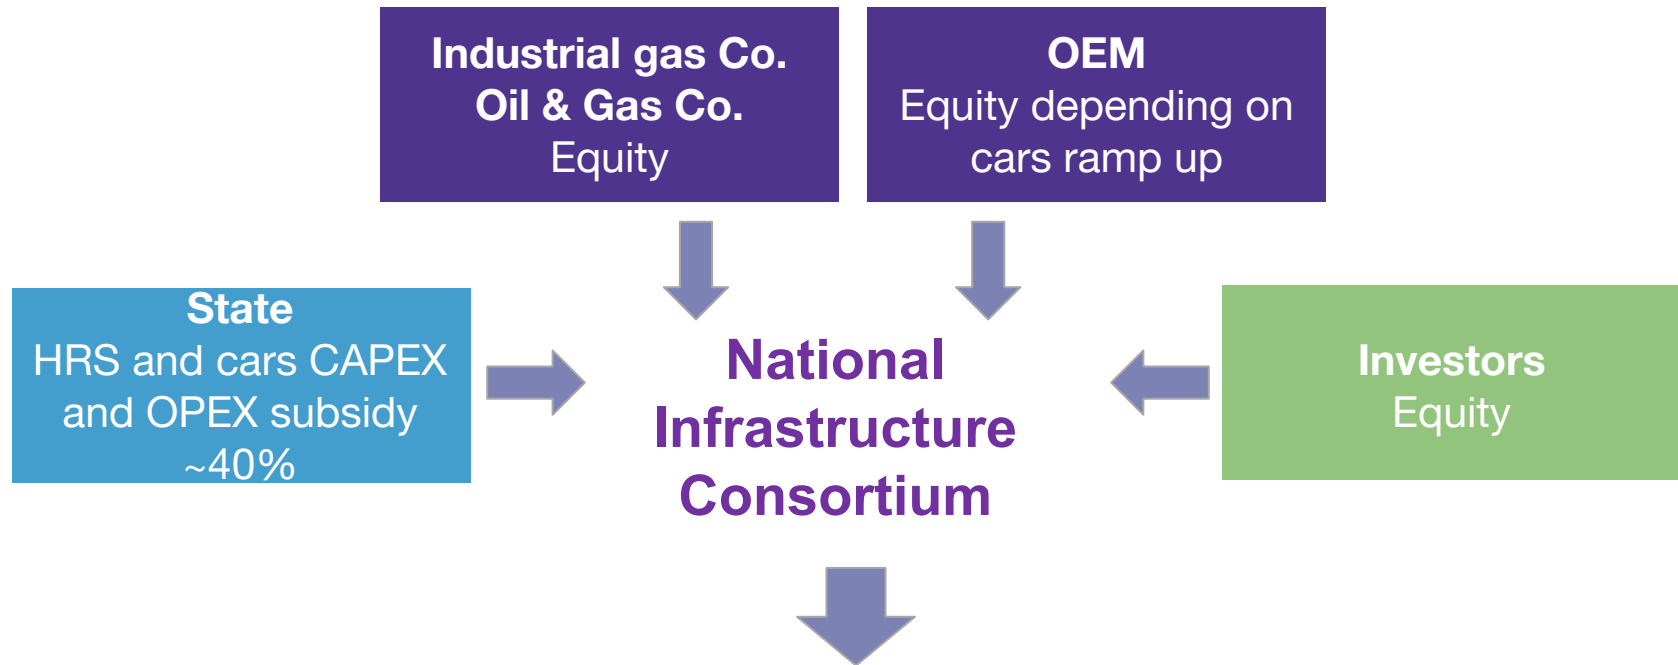 Industrial gas Co.
Oil & Gas Co.
Equity
OEM
Equity depending on
cars ramp up
State
HRS and cars CAPEX
and OPEX subsidy
~40%
National
Infrastructure
Consortium
Investors
Equity